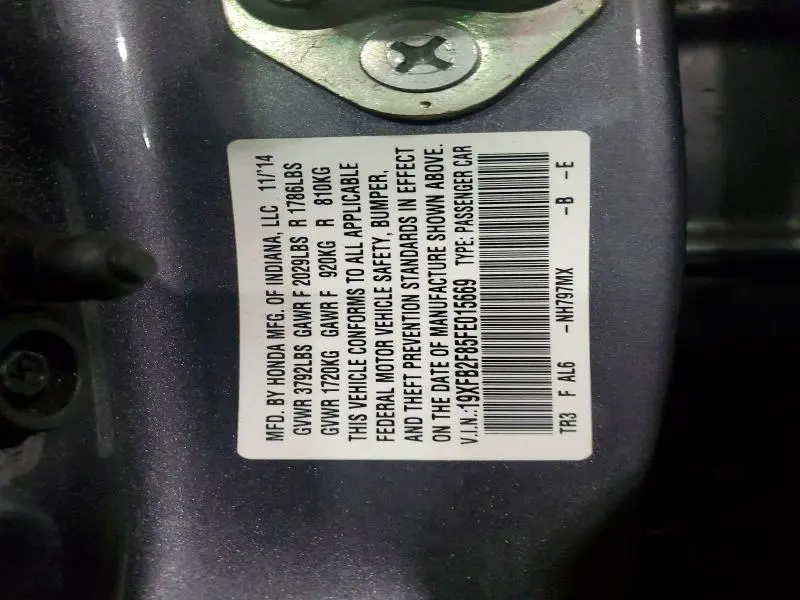 MFD. BY HONDA MFG. OF INDIANA, LLC 11/'14
GVWR 3792LBS GAWR F 2029LBS R 1786LBS
GVWR 1720KG GAWR F 920KG R 810KG
THIS VEHICLE CONFORMS TO ALL APPLICABLE
FEDERAL MOTOR VEHICLE SAFETY, BUMPER,
AND THEFT PREVENTION STANDARDS IN EFFECT
ON THE DATE OF MANUFACTURE SHOWN ABOVE.
V.I.N.:19XFB2F85FE015669 TYPE: PASSENGER CAR
TR3 F AL6 -NH797MX -B -E